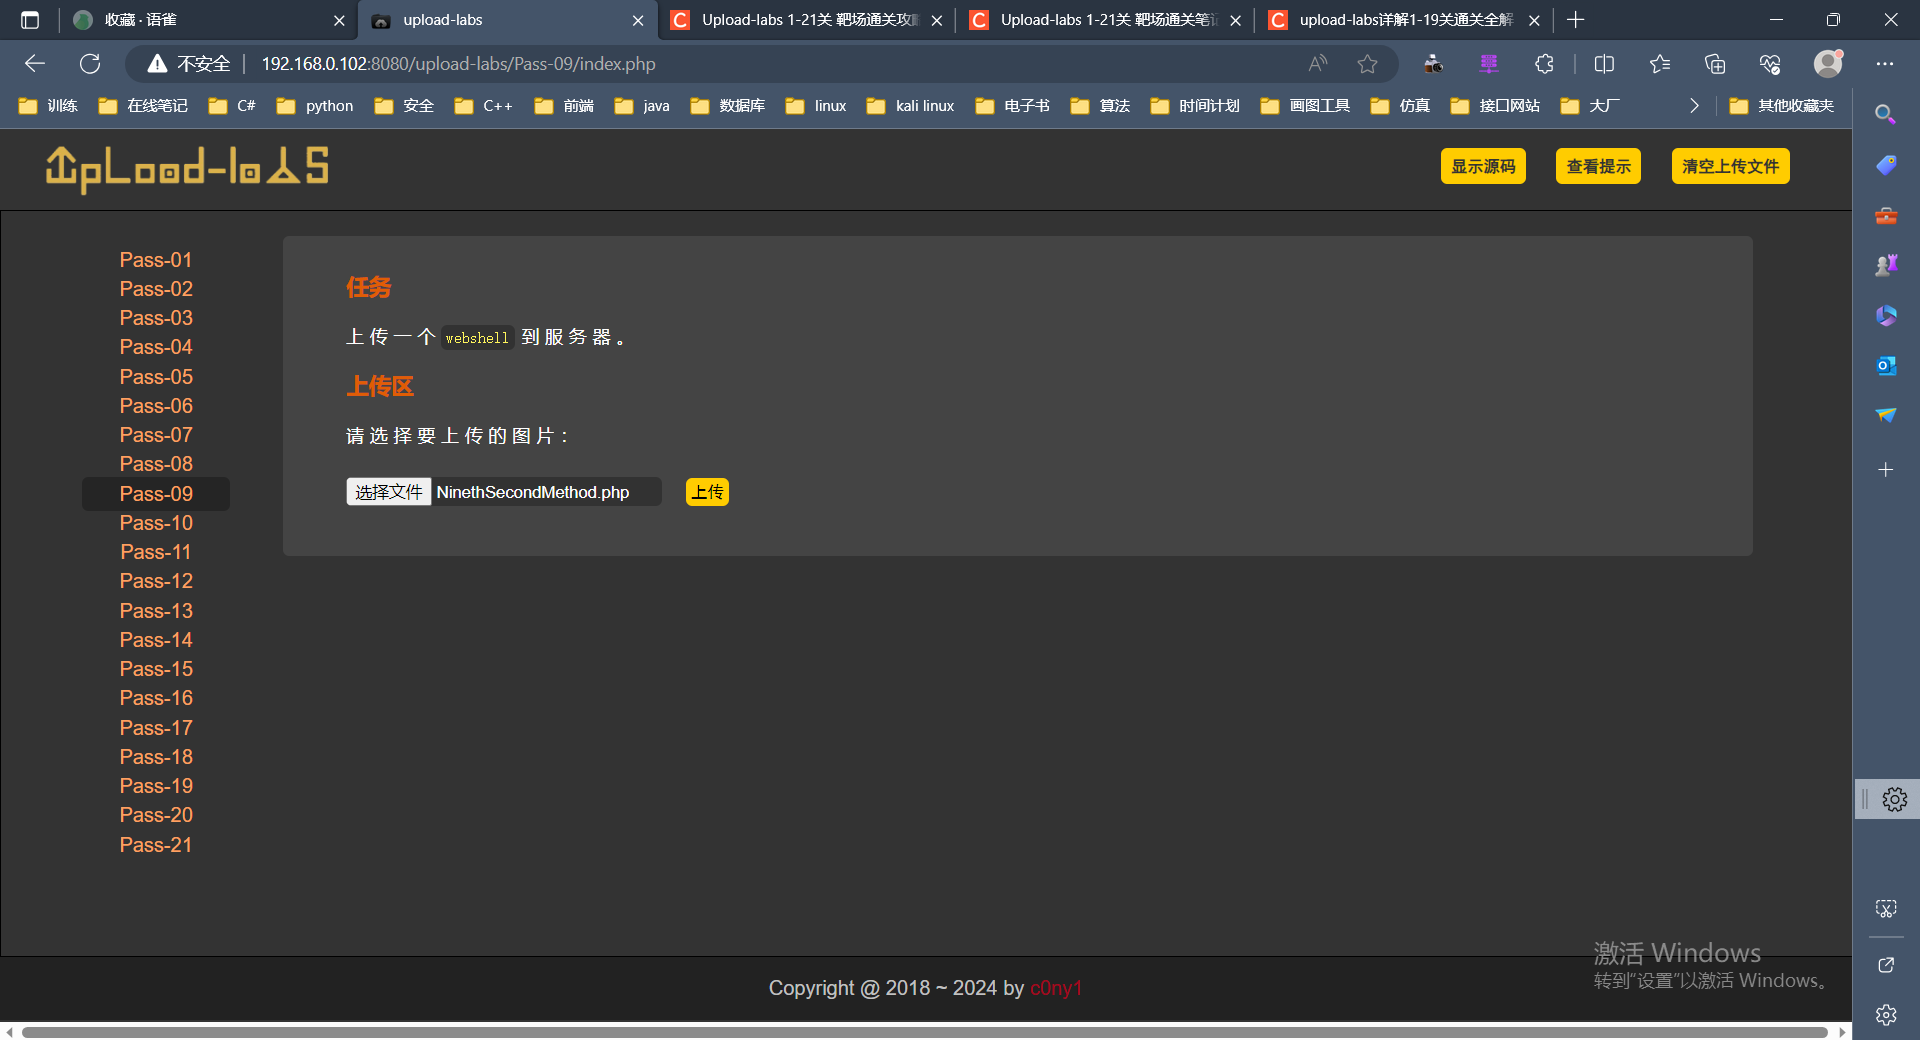 收藏 · 语雀
upload-labs
Upload-labs 1-21关 靶场通关攻
Upload-labs 1-21关 靶场通关笔
upload-labs详解1-19关通关全解
不安全
192.168.0.102:8080/upload-labs/Pass-09/index.php
训练 在线笔记 C# python 安全 C++ 前端 java 数据库 linux kali linux 电子书 算法 时间计划 画图工具 仿真 接口网站 大厂 其他收藏夹
UpLoad-labs
显示源码 查看提示 清空上传文件
Pass-01
Pass-02
Pass-03
Pass-04
Pass-05
Pass-06
Pass-07
Pass-08
Pass-09
Pass-10
Pass-11
Pass-12
Pass-13
Pass-14
Pass-15
Pass-16
Pass-17
Pass-18
Pass-19
Pass-20
Pass-21
任务
上传一个 webshell 到服务器。
上传区
请选择要上传的图片：
选择文件 NinethSecondMethod.php 上传
激活 Windows
转到“设置”以激活 Windows。
Copyright @ 2018 ~ 2024 by c0ny1